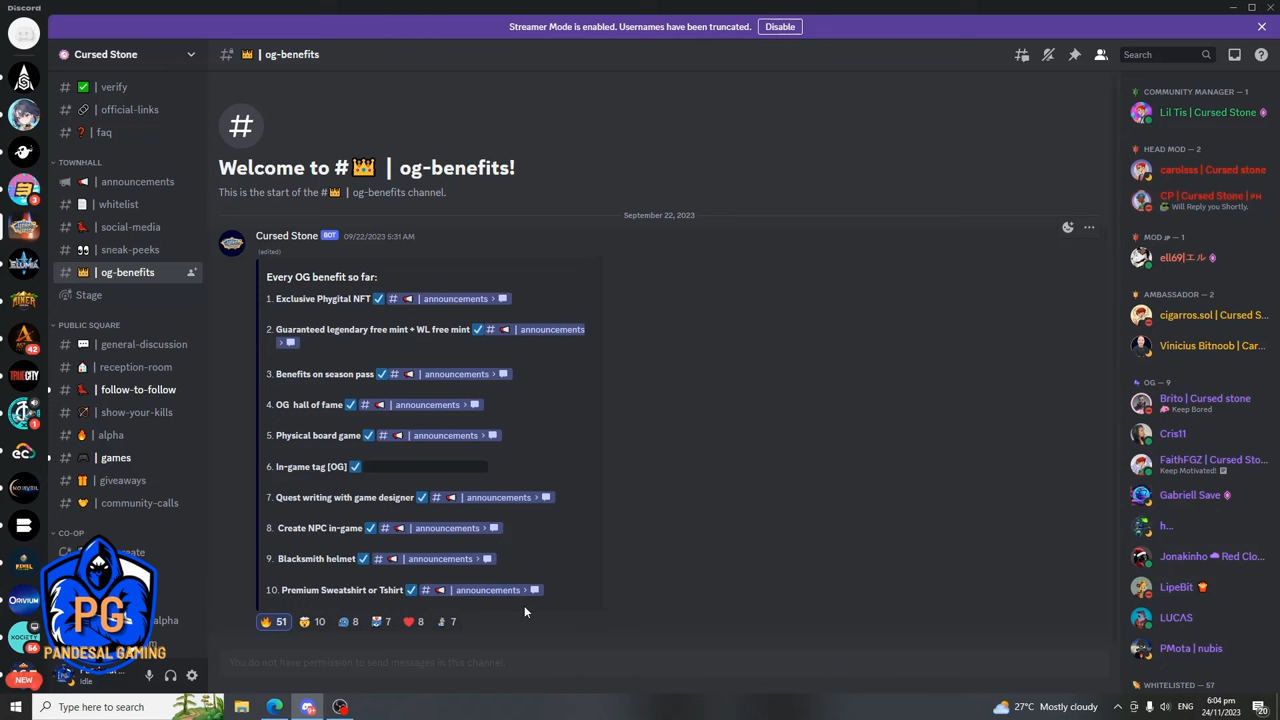 Discord
Streamer Mode is enabled. Usernames have been truncated. Disable
Cursed Stone
# | og-benefits
Search
| verify
| official-links
| faq
TOWNHALL
| announcements
| whitelist
| social-media
| sneak-peeks
| og-benefits
Stage
PUBLIC SQUARE
| general-discussion
| reception-room
| follow-to-follow
| show-your-kills
| alpha
| games
| giveaways
| community-calls
CO-OP
PG
PANDESAL GAMING
Idle
3
42
1
56
NEW
Welcome to # | og-benefits!
This is the start of the # | og-benefits channel.
September 22, 2023
Cursed Stone BOT 09/22/2023 5:31 AM
(edited)
Every OG benefit so far:
1. Exclusive Phygital NFT # | announcements >
2. Guaranteed legendary free mint + WL free mint # | announcements
>
3. Benefits on season pass # | announcements >
4. OG hall of fame # | announcements >
5. Physical board game # | announcements >
6. In-game tag [OG]
7. Quest writing with game designer # | announcements >
8. Create NPC in-game # | announcements >
9. Blacksmith helmet # | announcements >
10. Premium Sweatshirt or Tshirt # | announcements >
51 10 8 7 8 7
You do not have permission to send messages in this channel.
COMMUNITY MANAGER — 1
Lil Tis | Cursed Stone
HEAD MOD — 2
carolsss | Cursed stone
CP | Cursed Stone | PH
Will Reply you Shortly.
MOD JP — 1
ell69|エル
AMBASSADOR — 2
cigarros.sol | Cursed S...
Vinicius Bitnoob | Car...
OG — 9
Brito | Cursed stone
Keep Bored
Cris11
FaithFGZ | Cursed Sto...
Keep Motivated!
Gabriell Save
h...
Jonakinho Red Clo...
LipeBit
LUCAS
PMota | nubis
WHITELISTED — 57
Type here to search
27°C Mostly cloudy
ENG
6:04 pm
24/11/2023